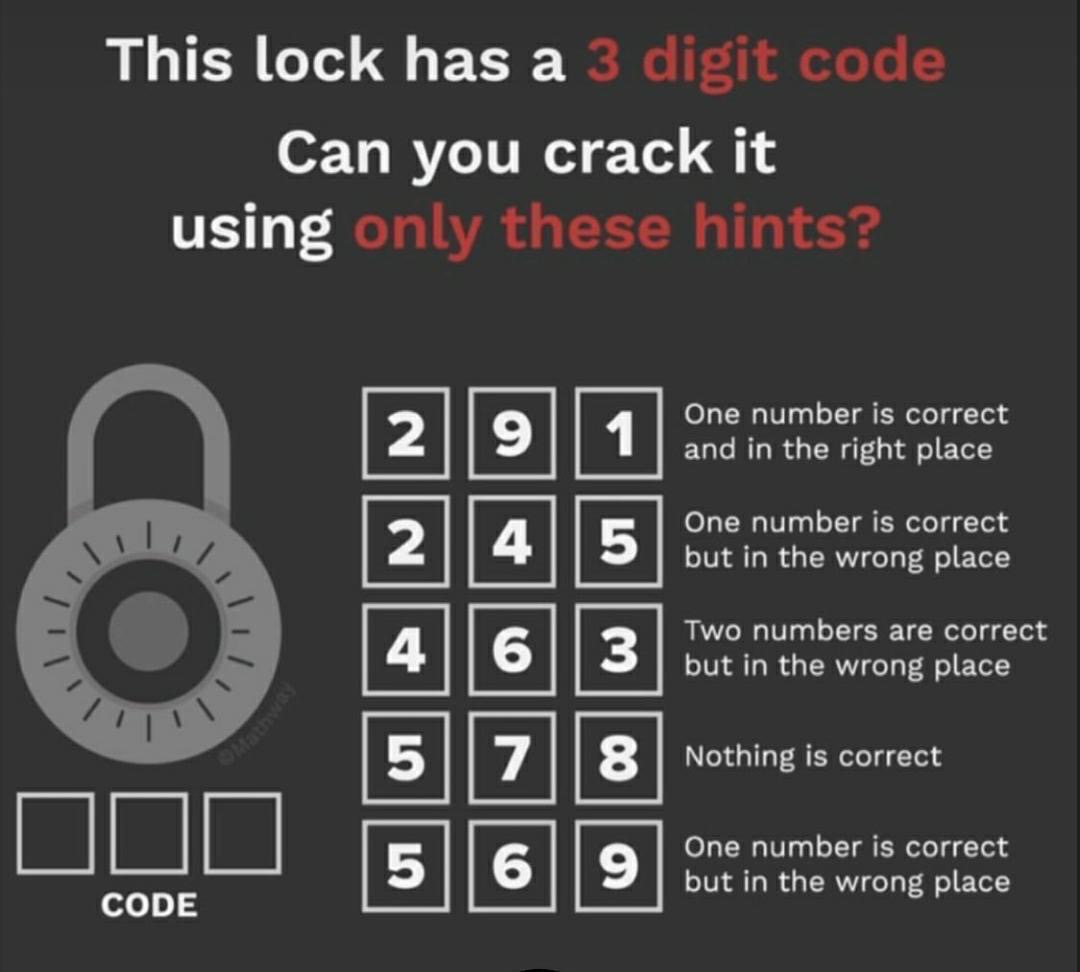 This lock has a 3 digit code
Can you crack it
using only these hints?
2 9 1 One number is correct
and in the right place
2 4 5 One number is correct
but in the wrong place
4 6 3 Two numbers are correct
but in the wrong place
5 7 8 Nothing is correct
5 6 9 One number is correct
but in the wrong place
©Mathway
CODE